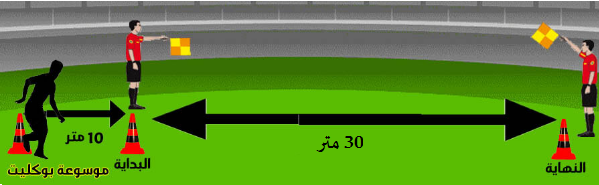 10 متر
30 متر
البداية
النهاية
موسوعة بوكليت